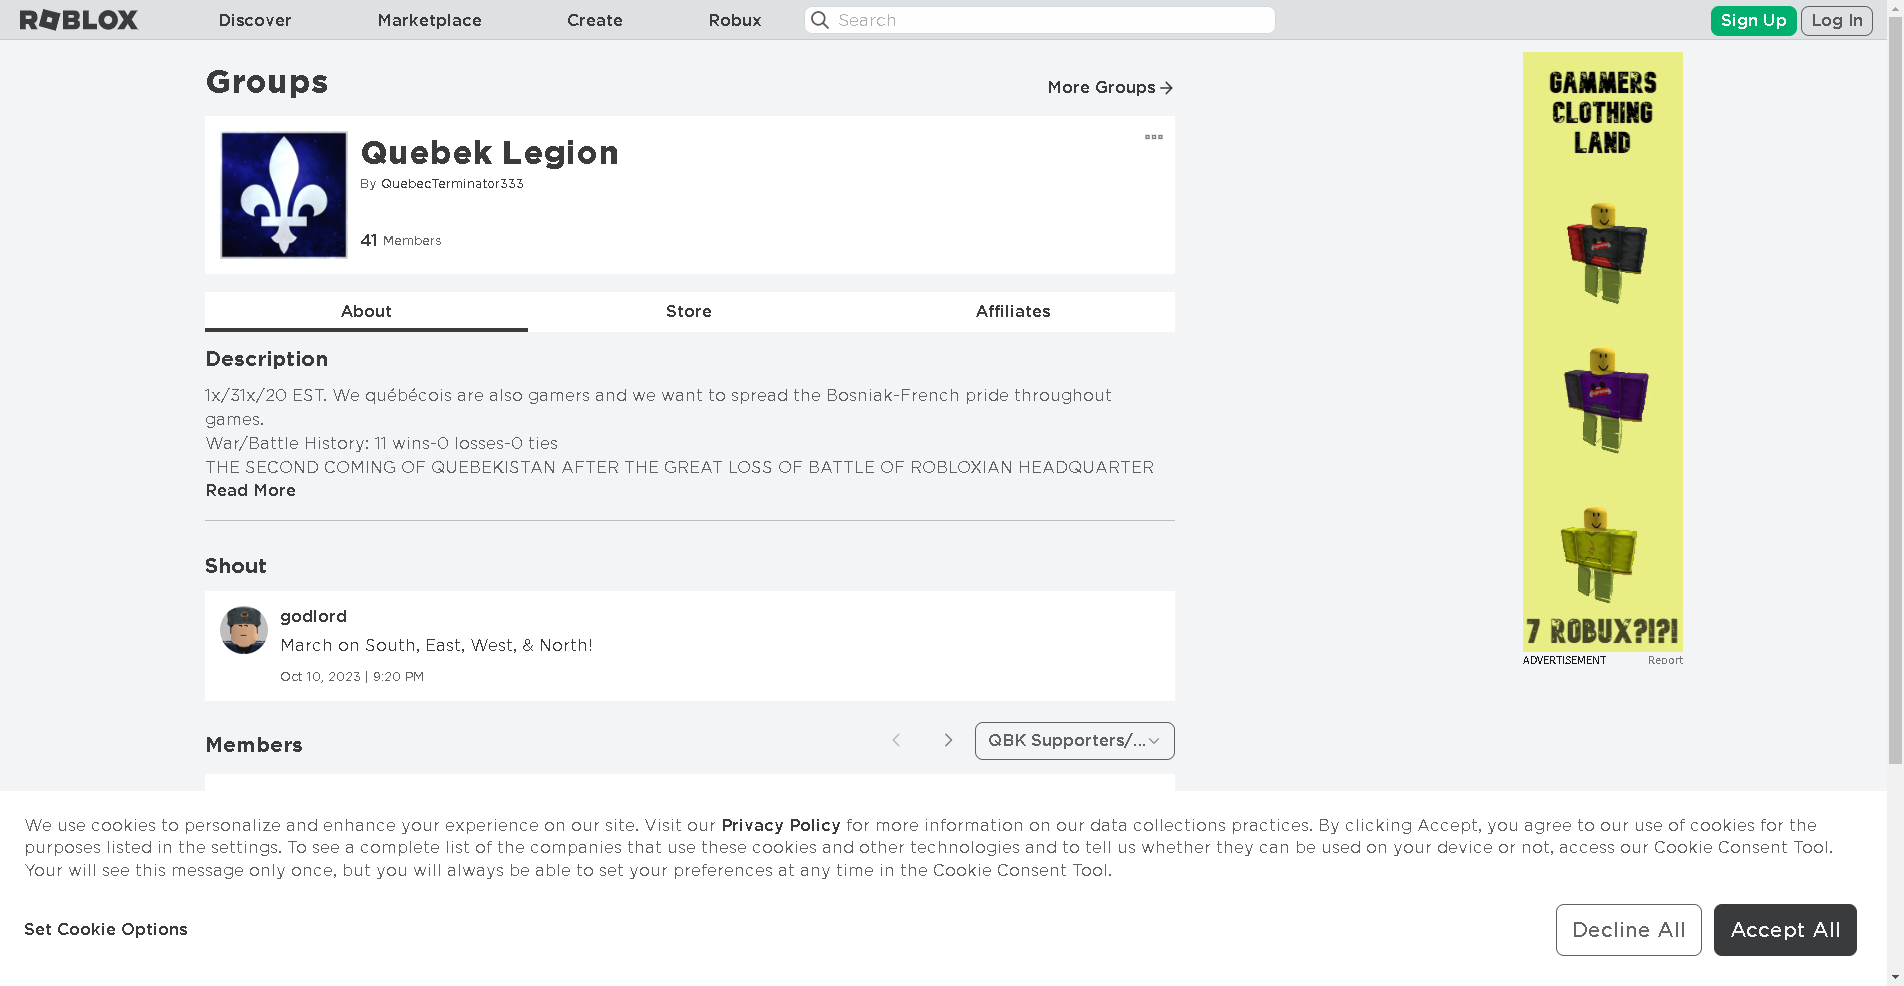 ROBLOX
Discover
Marketplace
Create
Robux
Search
Sign Up
Log In
Groups
More Groups
Quebek Legion
By QuebecTerminator333
41 Members
About
Store
Affiliates
Description
1x/31x/20 EST. We québécois are also gamers and we want to spread the Bosniak-French pride throughout
games.
War/Battle History: 11 wins-0 losses-0 ties
THE SECOND COMING OF QUEBEKISTAN AFTER THE GREAT LOSS OF BATTLE OF ROBLOXIAN HEADQUARTER
Read More
Shout
godlord
March on South, East, West, & North!
Oct 10, 2023 | 9:20 PM
Members
QBK Supporters/...
GAMMERS
CLOTHING
LAND
7 ROBUX?!?!
ADVERTISEMENT
Report
We use cookies to personalize and enhance your experience on our site. Visit our Privacy Policy for more information on our data collections practices. By clicking Accept, you agree to our use of cookies for the
purposes listed in the settings. To see a complete list of the companies that use these cookies and other technologies and to tell us whether they can be used on your device or not, access our Cookie Consent Tool.
Your will see this message only once, but you will always be able to set your preferences at any time in the Cookie Consent Tool.
Set Cookie Options
Decline All
Accept All